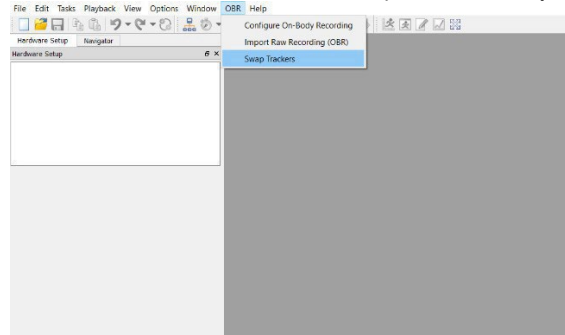 File Edit Tasks Playback View Options Window OBR Help
Configure On-Body Recording
Import Raw Recording (OBR)
Swap Trackers
Hardware Setup Navigator
Hardware Setup